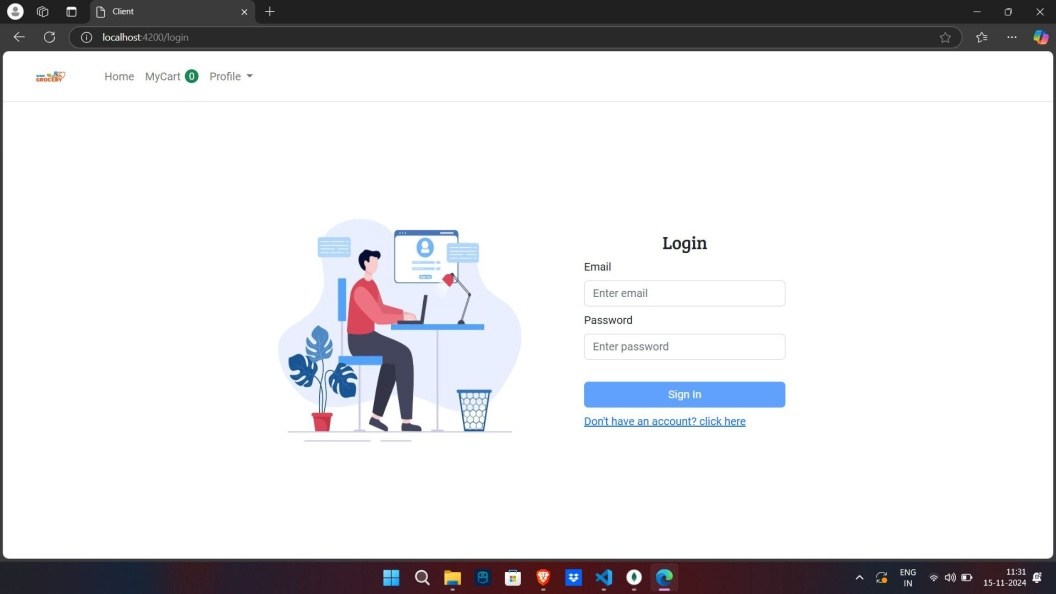 Client
localhost:4200/login
GROCERY
Home MyCart 0 Profile
Login
Email
Enter email
Password
Enter password
Sign In
Don't have an account? click here
ENG
IN
11:31
15-11-2024